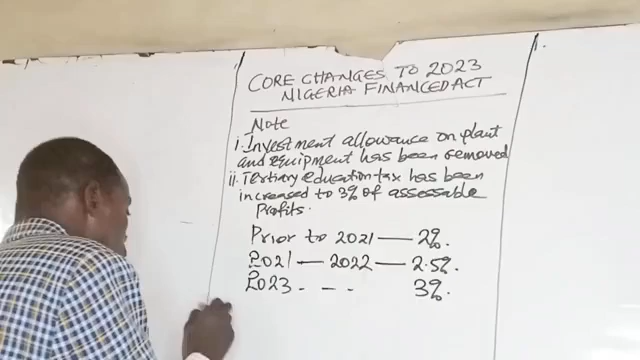 CORE CHANGES TO 2023
NIGERIA FINANCED ACT
Note
i. Investment allowance on plant
and equipment has been removed
ii. Tertiary education tax has been
increased to 3% of assessable
Profits.
Prior to 2021 — 2%.
2021 — 2022 — 2.5%.
2023 - - - 3%.
1.